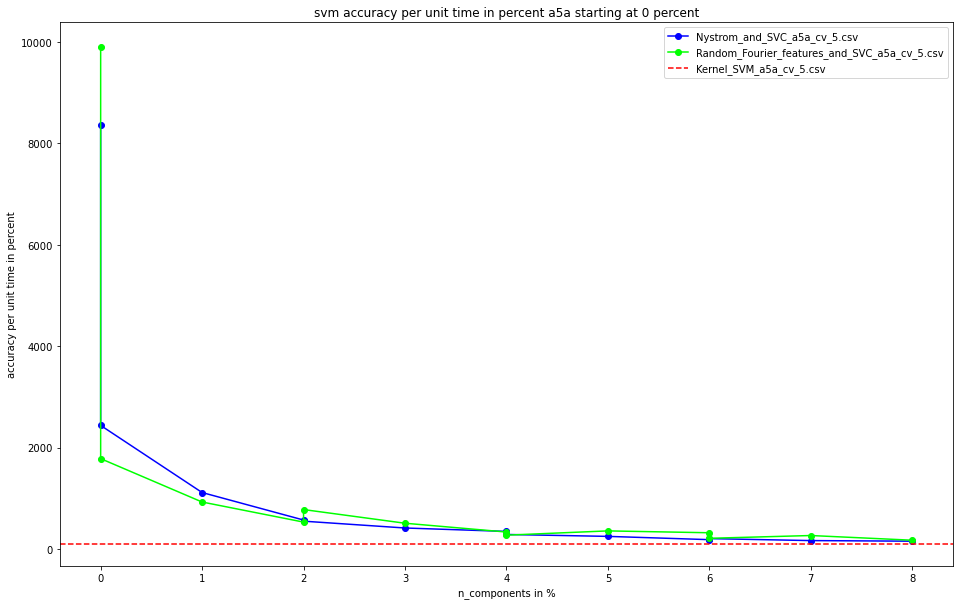 svm accuracy per unit time in percent a5a starting at 0 percent
Nystrom_and_SVC_a5a_cv_5.csv
Random_Fourier_features_and_SVC_a5a_cv_5.csv
Kernel_SVM_a5a_cv_5.csv
accuracy per unit time in percent
10000
8000
6000
4000
2000
0
0 1 2 3 4 5 6 7 8
n_components in %